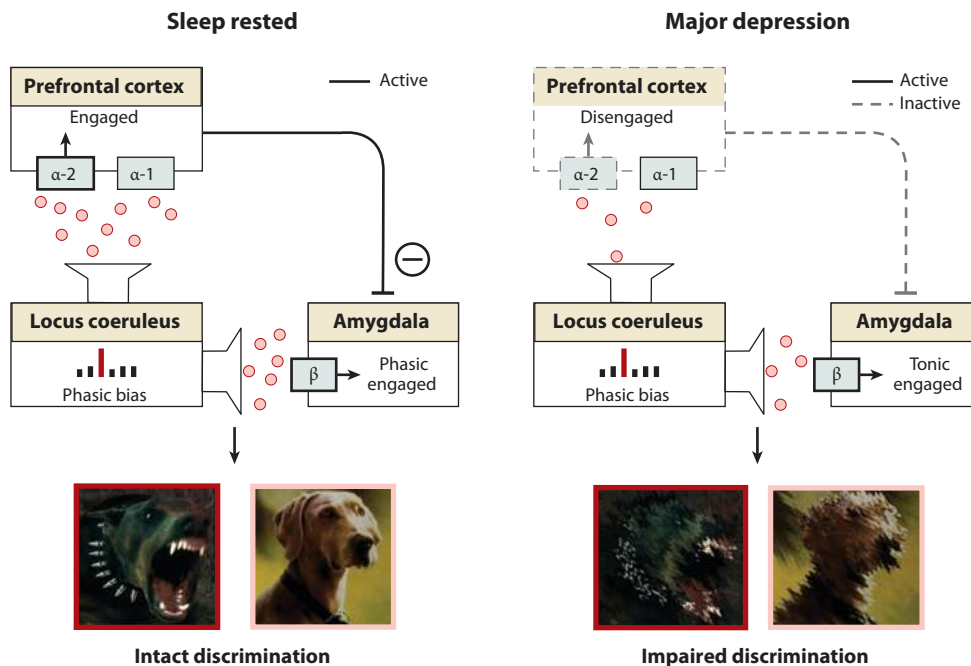 Sleep rested
Prefrontal cortex
Engaged
α-2
α-1
Active
Locus coeruleus
Phasic bias
Amygdala
β
Phasic
engaged
Intact discrimination
Major depression
Prefrontal cortex
Disengaged
α-2
α-1
Active
Inactive
Locus coeruleus
Phasic bias
Amygdala
β
Tonic
engaged
Impaired discrimination